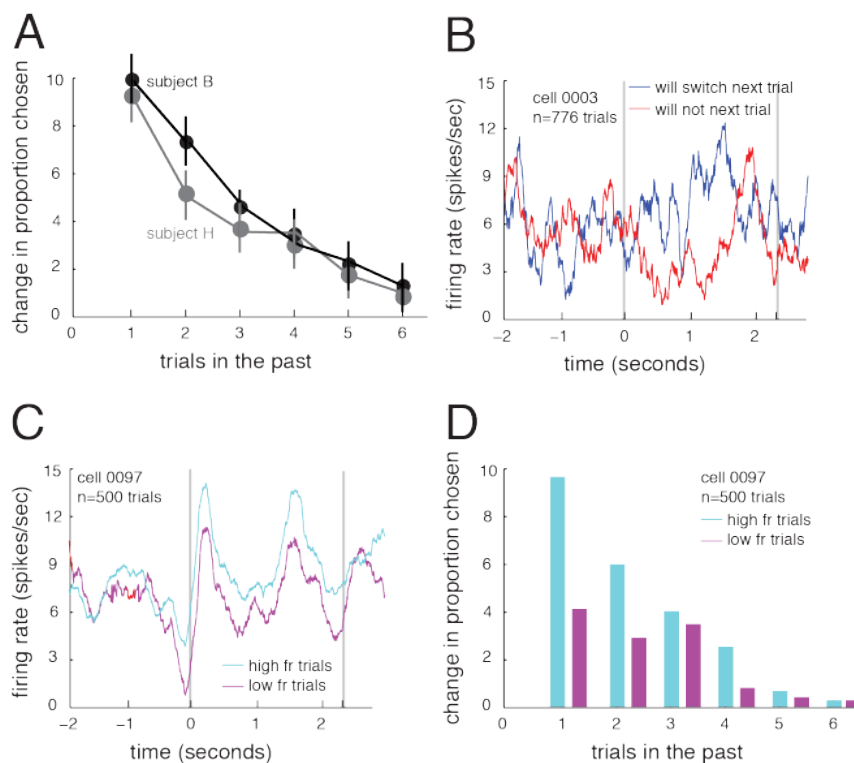 A
change in proportion chosen
10
8
6
4
2
0
subject B
subject H
0 1 2 3 4 5 6
trials in the past
B
firing rate (spikes/sec)
15
12
9
6
3
0
cell 0003
n=776 trials
will switch next trial
will not next trial
-2 -1 0 1 2
time (seconds)
C
firing rate (spikes/sec)
15
12
9
6
3
0
cell 0097
n=500 trials
high fr trials
low fr trials
-2 -1 0 1 2
time (seconds)
D
change in proportion chosen
10
8
6
4
2
0
cell 0097
n=500 trials
high fr trials
low fr trials
0 1 2 3 4 5 6
trials in the past